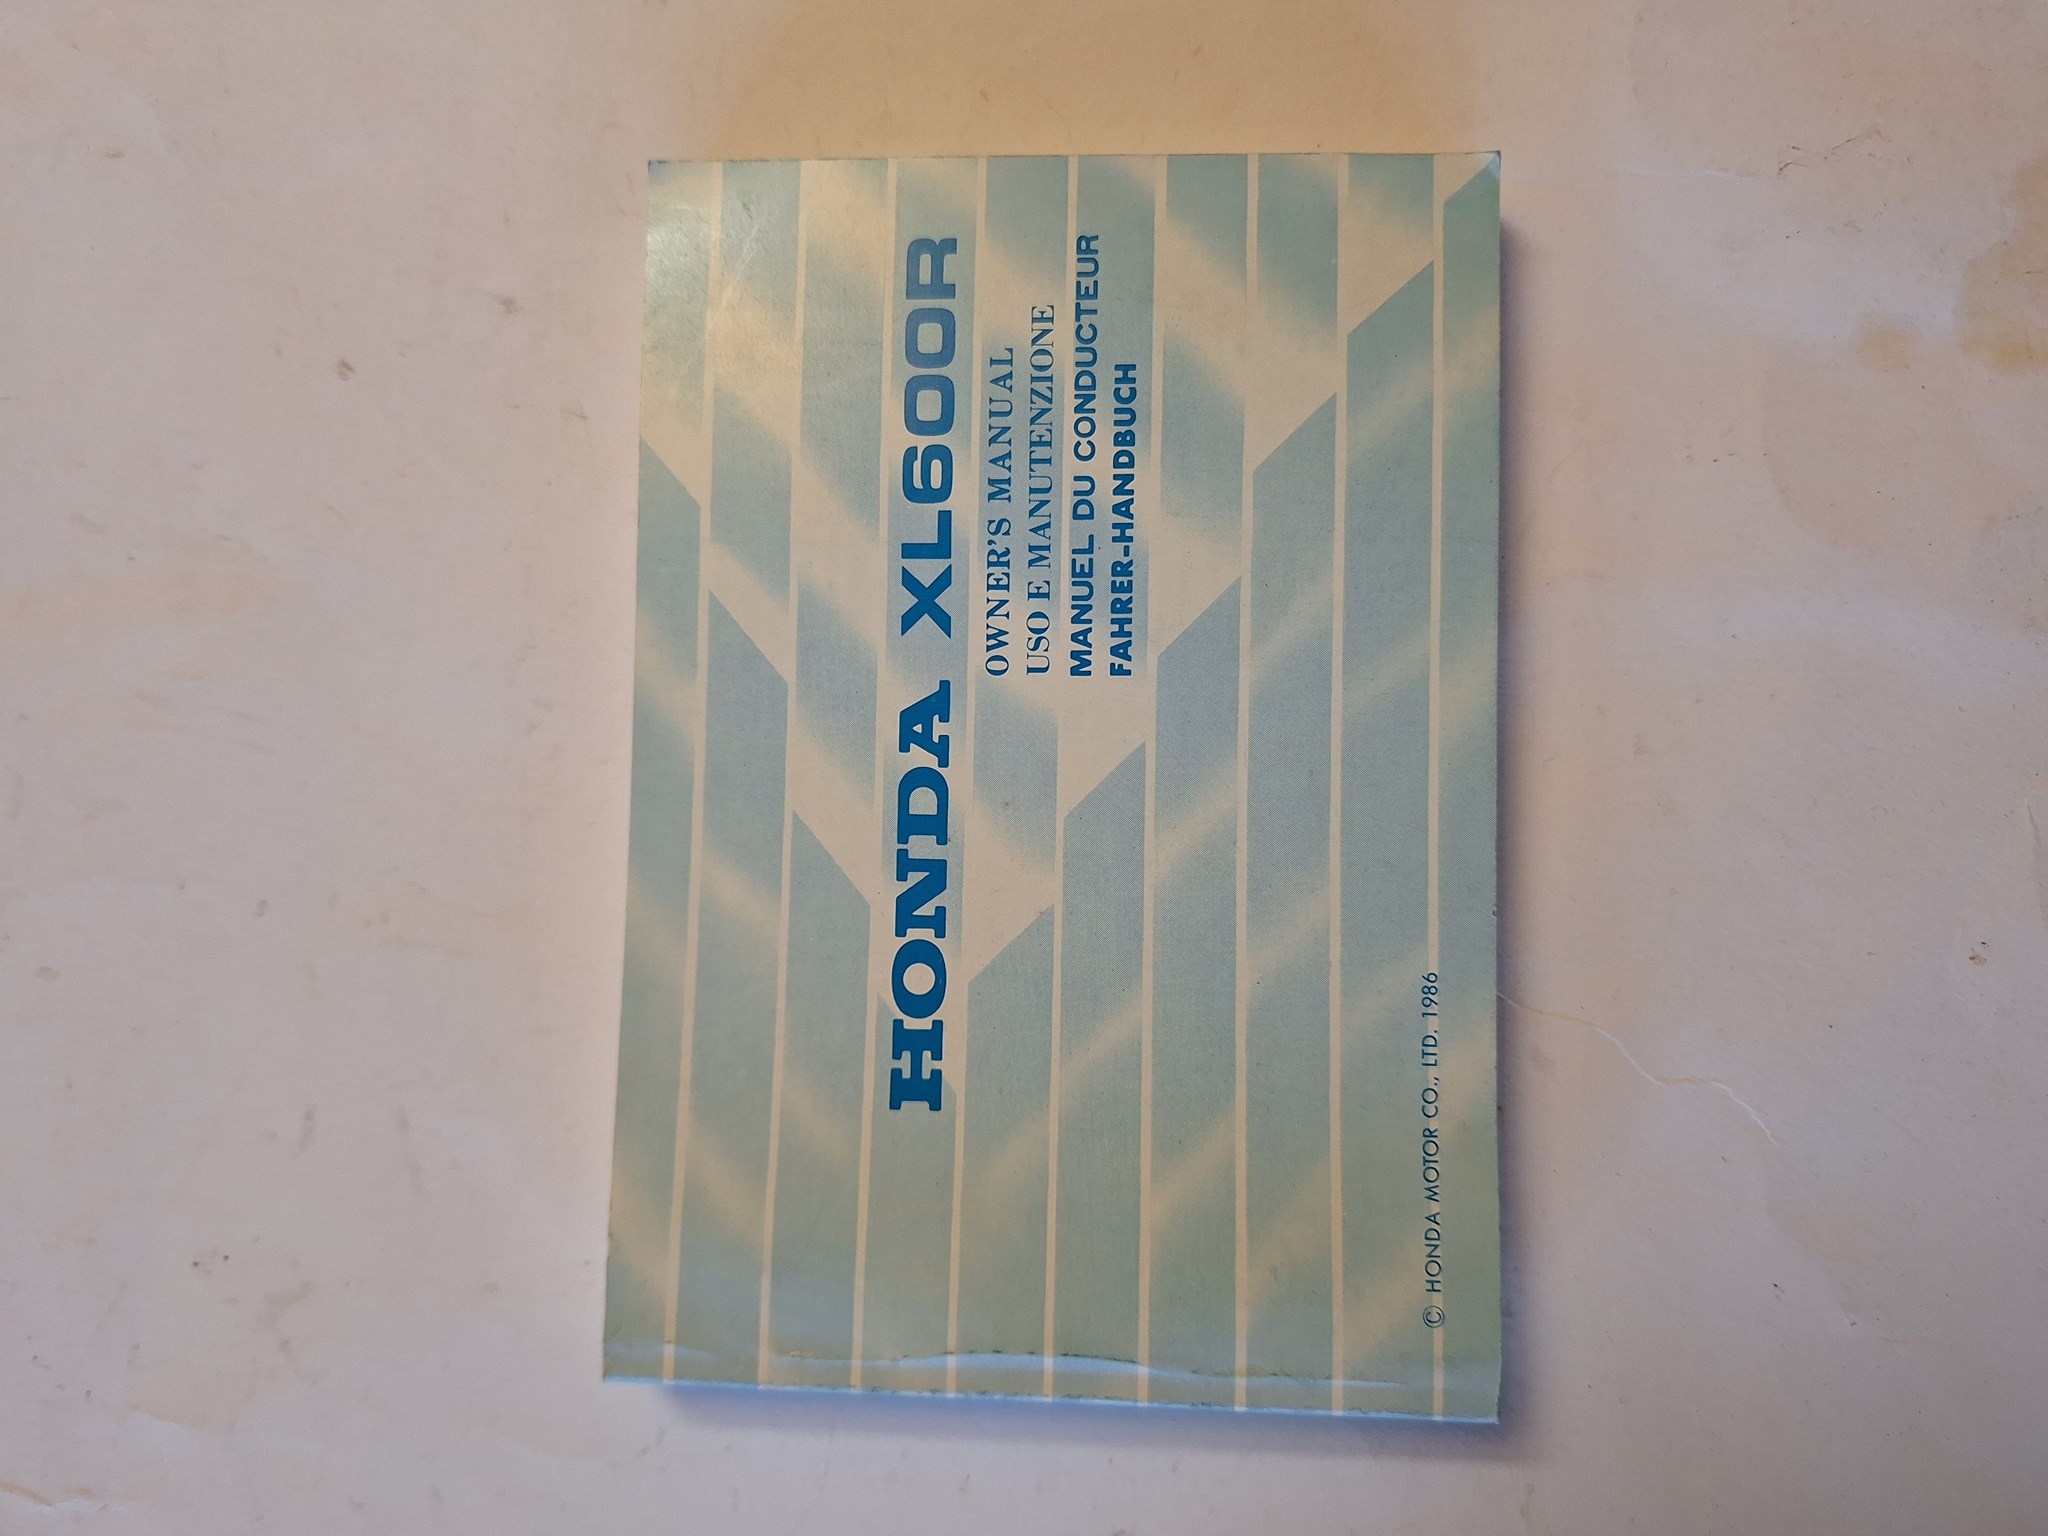 HONDA XL600R
OWNER'S MANUAL
USO E MANUTENZIONE
MANUEL DU CONDUCTEUR
FAHRER-HANDBUCH
© HONDA MOTOR CO., LTD. 1986